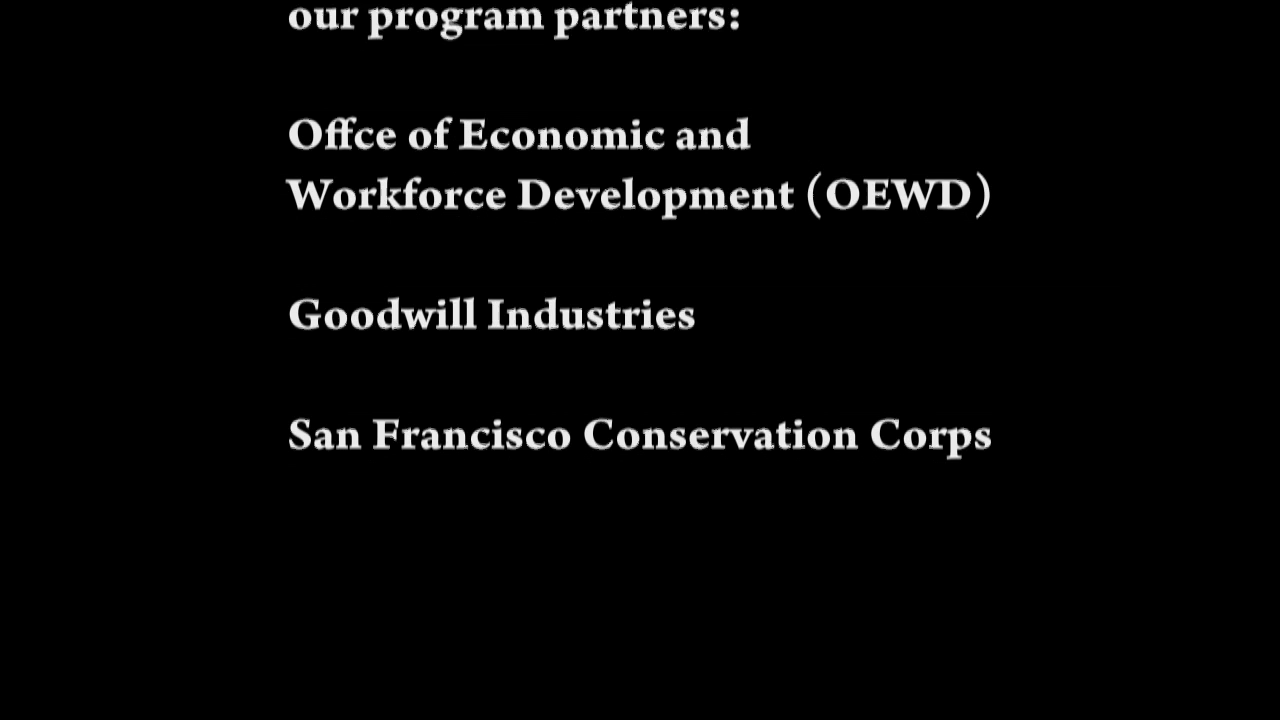 our program partners:
Offce of Economic and
Workforce Development (OEWD)
Goodwill Industries
San Francisco Conservation Corps